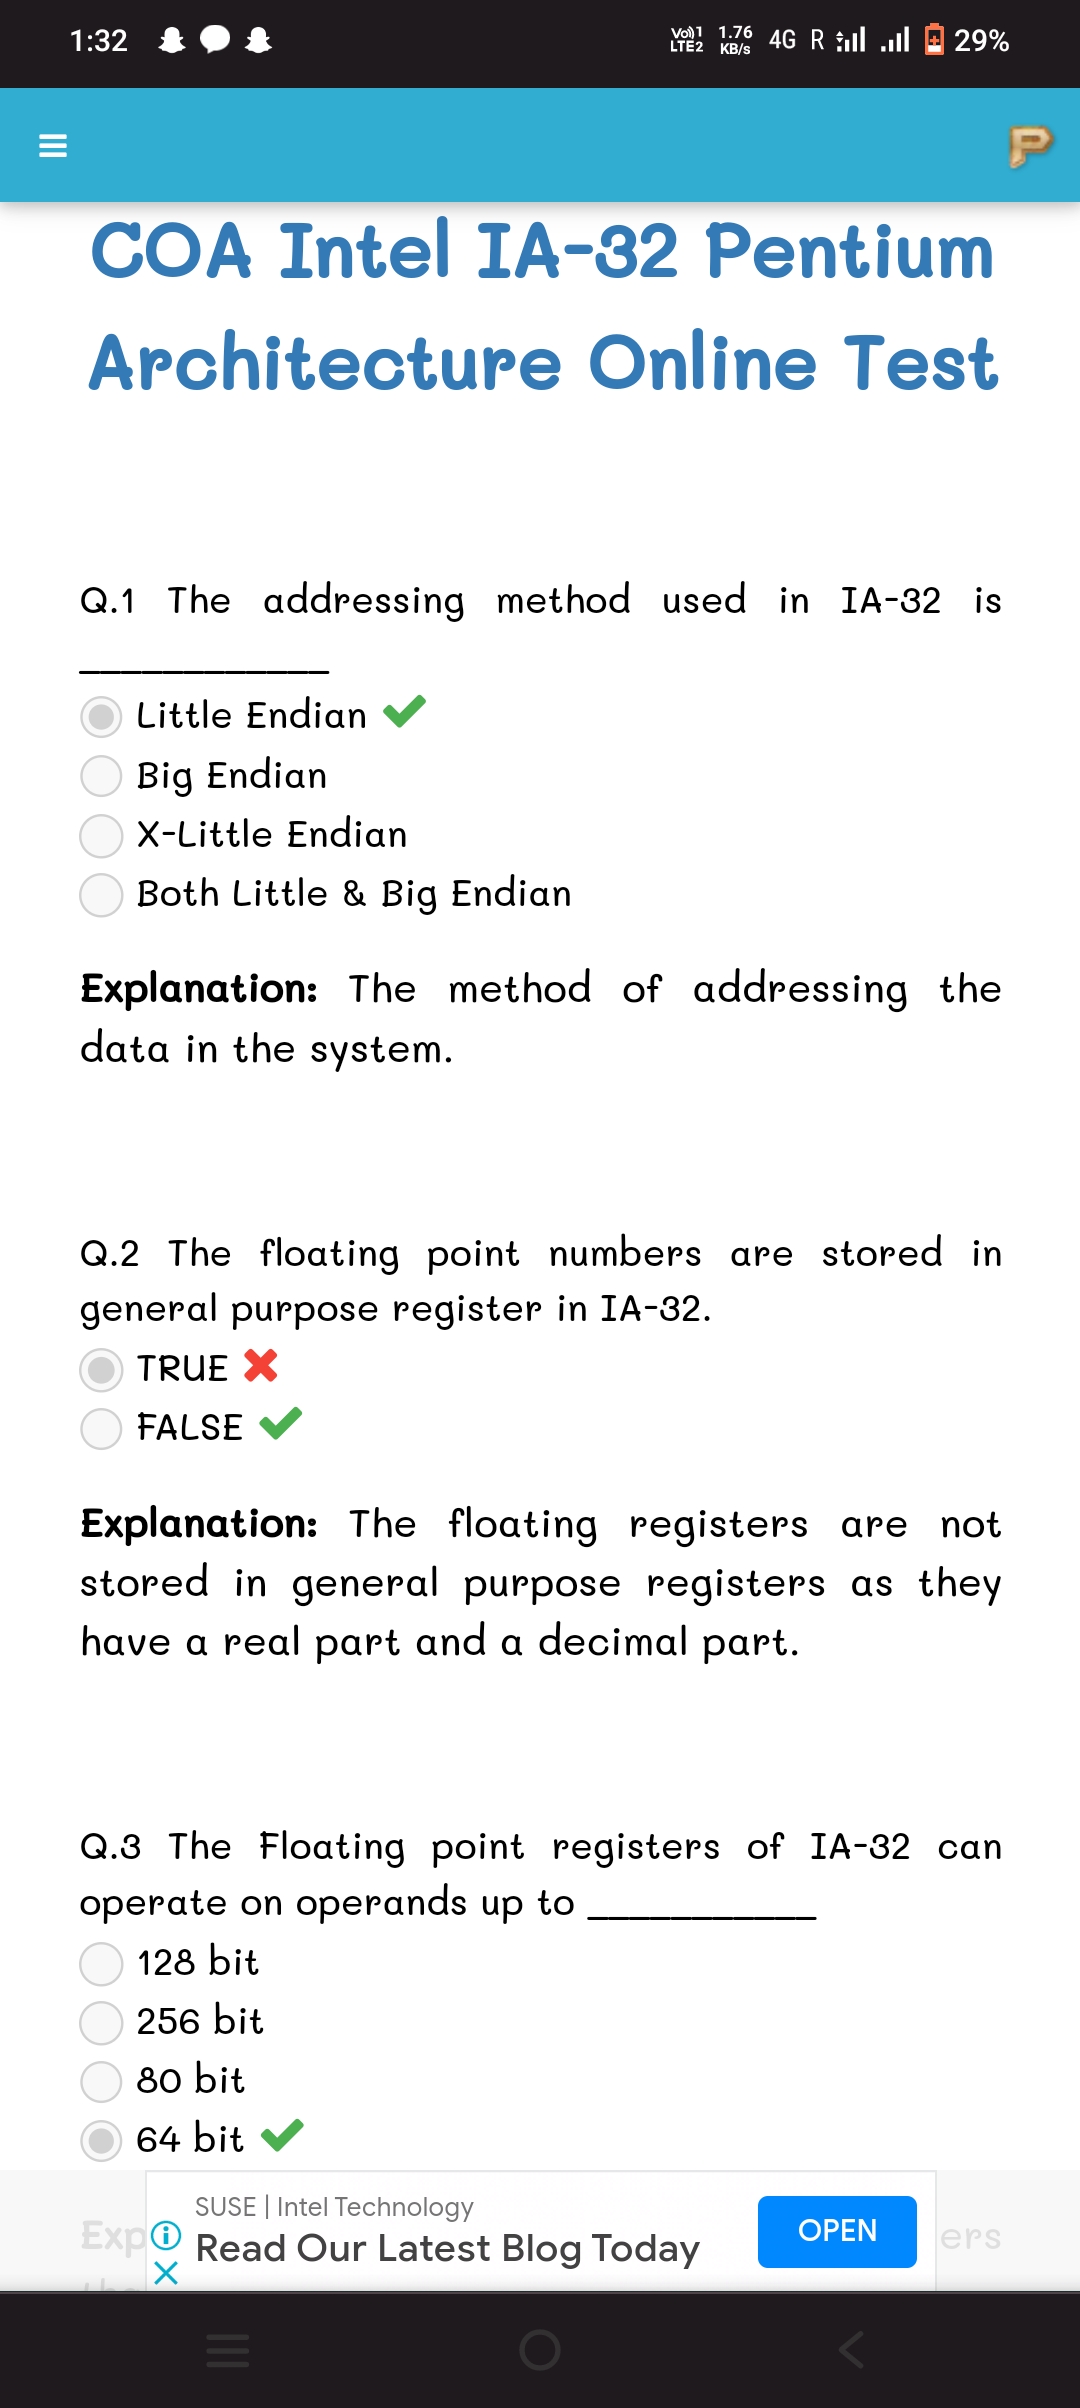 1:32
Vo)) 1 LTE2 1.76 KB/s 4G R 29%
P
COA Intel IA-32 Pentium
Architecture Online Test
Q.1 The addressing method used in IA-32 is
____________
Little Endian
Big Endian
X-Little Endian
Both Little & Big Endian
Explanation: The method of addressing the
data in the system.
Q.2 The floating point numbers are stored in
general purpose register in IA-32.
TRUE
FALSE
Explanation: The floating registers are not
stored in general purpose registers as they
have a real part and a decimal part.
Q.3 The Floating point registers of IA-32 can
operate on operands up to ___________
128 bit
256 bit
80 bit
64 bit
SUSE | Intel Technology
Read Our Latest Blog Today
OPEN
Exp
ers